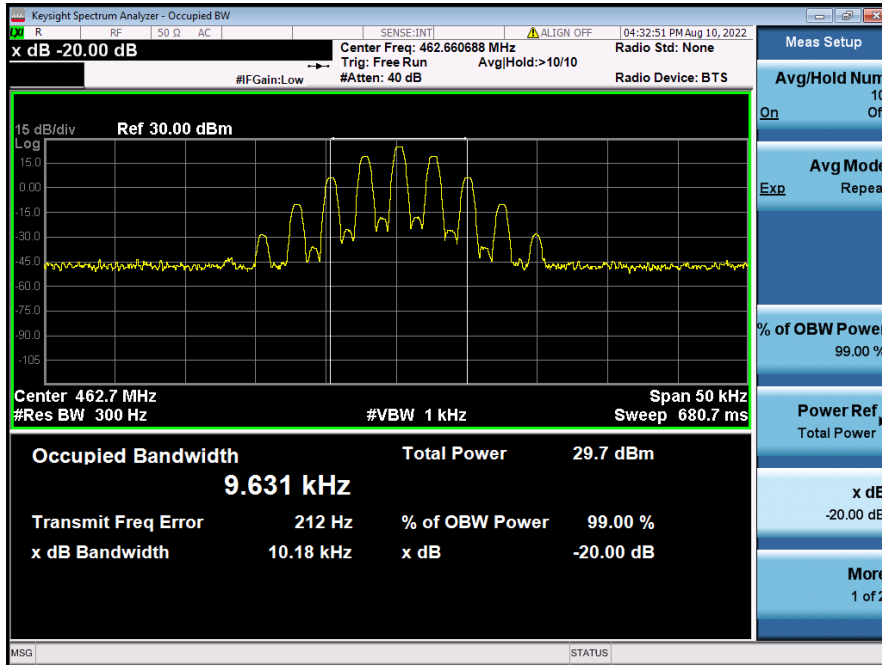 Keysight Spectrum Analyzer - Occupied BW
LXI R RF 50 Ω AC SENSE:INT ALIGN OFF 04:32:51 PM Aug 10, 2022
x dB -20.00 dB
Center Freq: 462.660688 MHz
Radio Std: None
Trig: Free Run Avg|Hold:>10/10
#IFGain:Low #Atten: 40 dB Radio Device: BTS
15 dB/div Ref 30.00 dBm
Log
15.0
0.00
-15.0
-30.0
-45.0
-60.0
-75.0
-90.0
-105
Center 462.7 MHz Span 50 kHz
#Res BW 300 Hz #VBW 1 kHz Sweep 680.7 ms
Occupied Bandwidth Total Power 29.7 dBm
9.631 kHz
Transmit Freq Error 212 Hz % of OBW Power 99.00 %
x dB Bandwidth 10.18 kHz x dB -20.00 dB
MSG STATUS
Meas Setup
Avg/Hold Num
10
On Of
Avg Mode
Exp Repea
% of OBW Power
99.00 %
Power Ref
Total Power
x dB
-20.00 dB
More
1 of 2